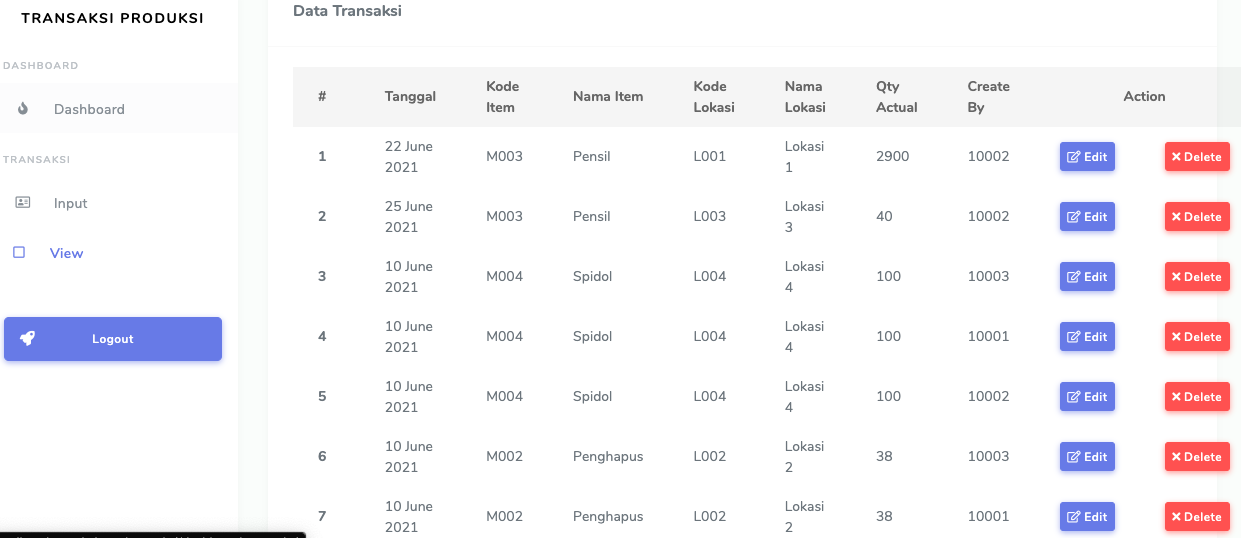 TRANSAKSI PRODUKSI
DASHBOARD
Dashboard
TRANSAKSI
Input
View
Logout
Data Transaksi
# Tanggal Kode Item Nama Item Kode Lokasi Nama Lokasi Qty Actual Create By Action
1 22 June 2021 M003 Pensil L001 Lokasi 1 2900 10002 Edit Delete
2 25 June 2021 M003 Pensil L003 Lokasi 3 40 10002 Edit Delete
3 10 June 2021 M004 Spidol L004 Lokasi 4 100 10003 Edit Delete
4 10 June 2021 M004 Spidol L004 Lokasi 4 100 10001 Edit Delete
5 10 June 2021 M004 Spidol L004 Lokasi 4 100 10002 Edit Delete
6 10 June 2021 M002 Penghapus L002 Lokasi 2 38 10003 Edit Delete
7 10 June 2021 M002 Penghapus L002 Lokasi 2 38 10001 Edit Delete